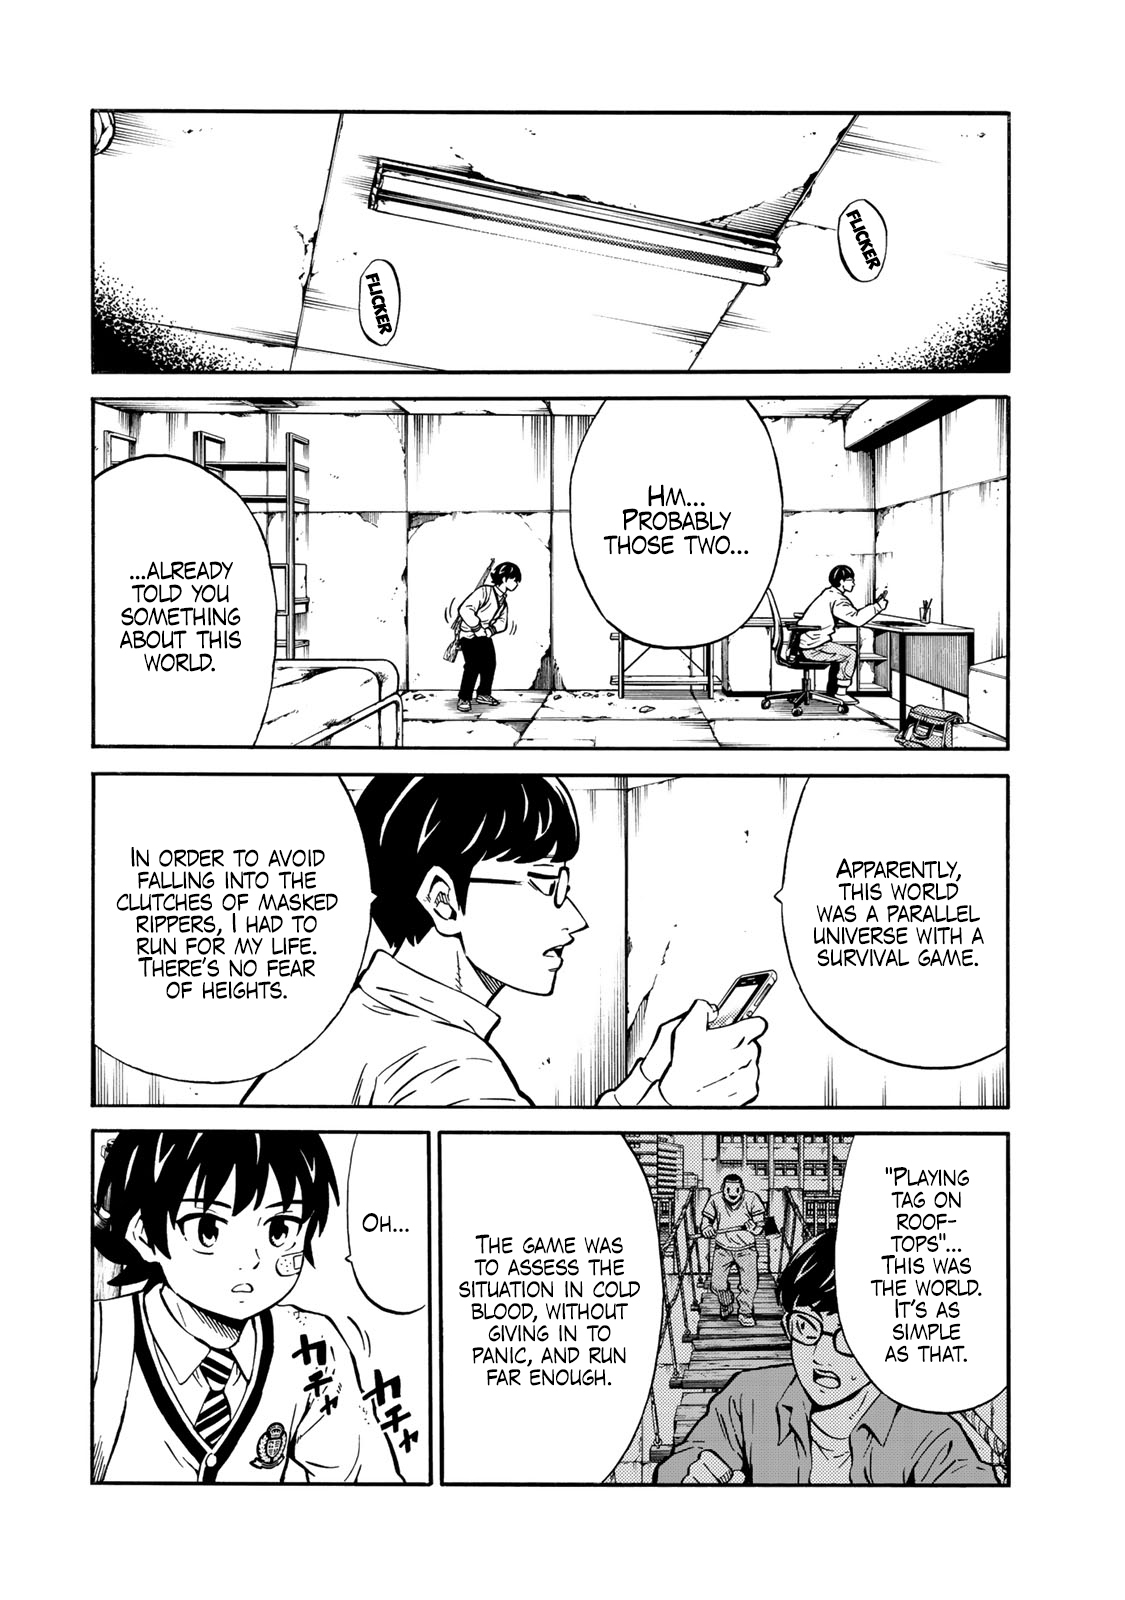 FLICKER
FLICKER
HM...
PROBABLY
THOSE TWO...
...ALREADY
TOLD YOU
SOMETHING
ABOUT THIS
WORLD.
APPARENTLY,
THIS WORLD
WAS A PARALLEL
UNIVERSE WITH A
SURVIVAL GAME.
IN ORDER TO AVOID
FALLING INTO THE
CLUTCHES OF MASKED
RIPPERS, I HAD TO
RUN FOR MY LIFE.
THERE'S NO FEAR
OF HEIGHTS.
"PLAYING
TAG ON
ROOF-
TOPS"...
THIS WAS
THE WORLD.
IT'S AS
SIMPLE
AS THAT.
THE GAME WAS
TO ASSESS THE
SITUATION IN COLD
BLOOD, WITHOUT
GIVING IN TO
PANIC, AND RUN
FAR ENOUGH.
OH...
カチャ
カチャ